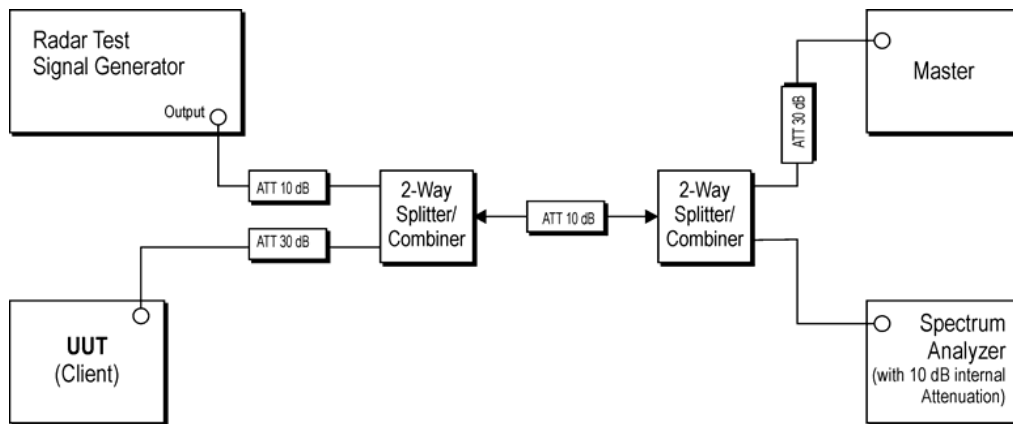 Radar Test
Signal Generator
Output
ATT 10 dB
ATT 30 dB
UUT
(Client)
2-Way
Splitter/
Combiner
ATT 10 dB
2-Way
Splitter/
Combiner
ATT 30 dB
Master
Spectrum
Analyzer
(with 10 dB internal
Attenuation)